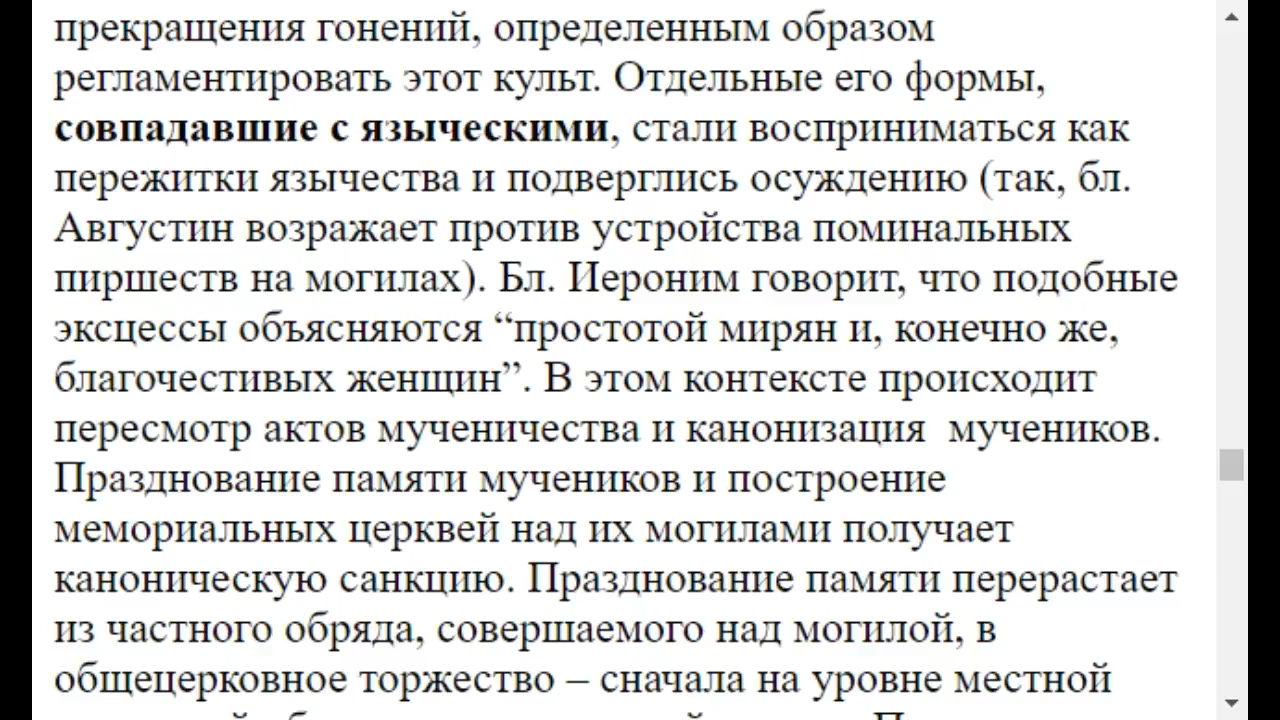 прекращения гонений, определенным образом
регламентировать этот культ. Отдельные его формы,
совпадавшие с языческими, стали восприниматься как
пережитки язычества и подверглись осуждению (так, бл.
Августин возражает против устройства поминальных
пиршеств на могилах). Бл. Иероним говорит, что подобные
эксцессы объясняются “простотой мирян и, конечно же,
благочестивых женщин”. В этом контексте происходит
пересмотр актов мученичества и канонизация  мучеников.
Празднование памяти мучеников и построение
мемориальных церквей над их могилами получает
каноническую санкцию. Празднование памяти перерастает
из частного обряда, совершаемого над могилой, в
общецерковное торжество – сначала на уровне местной